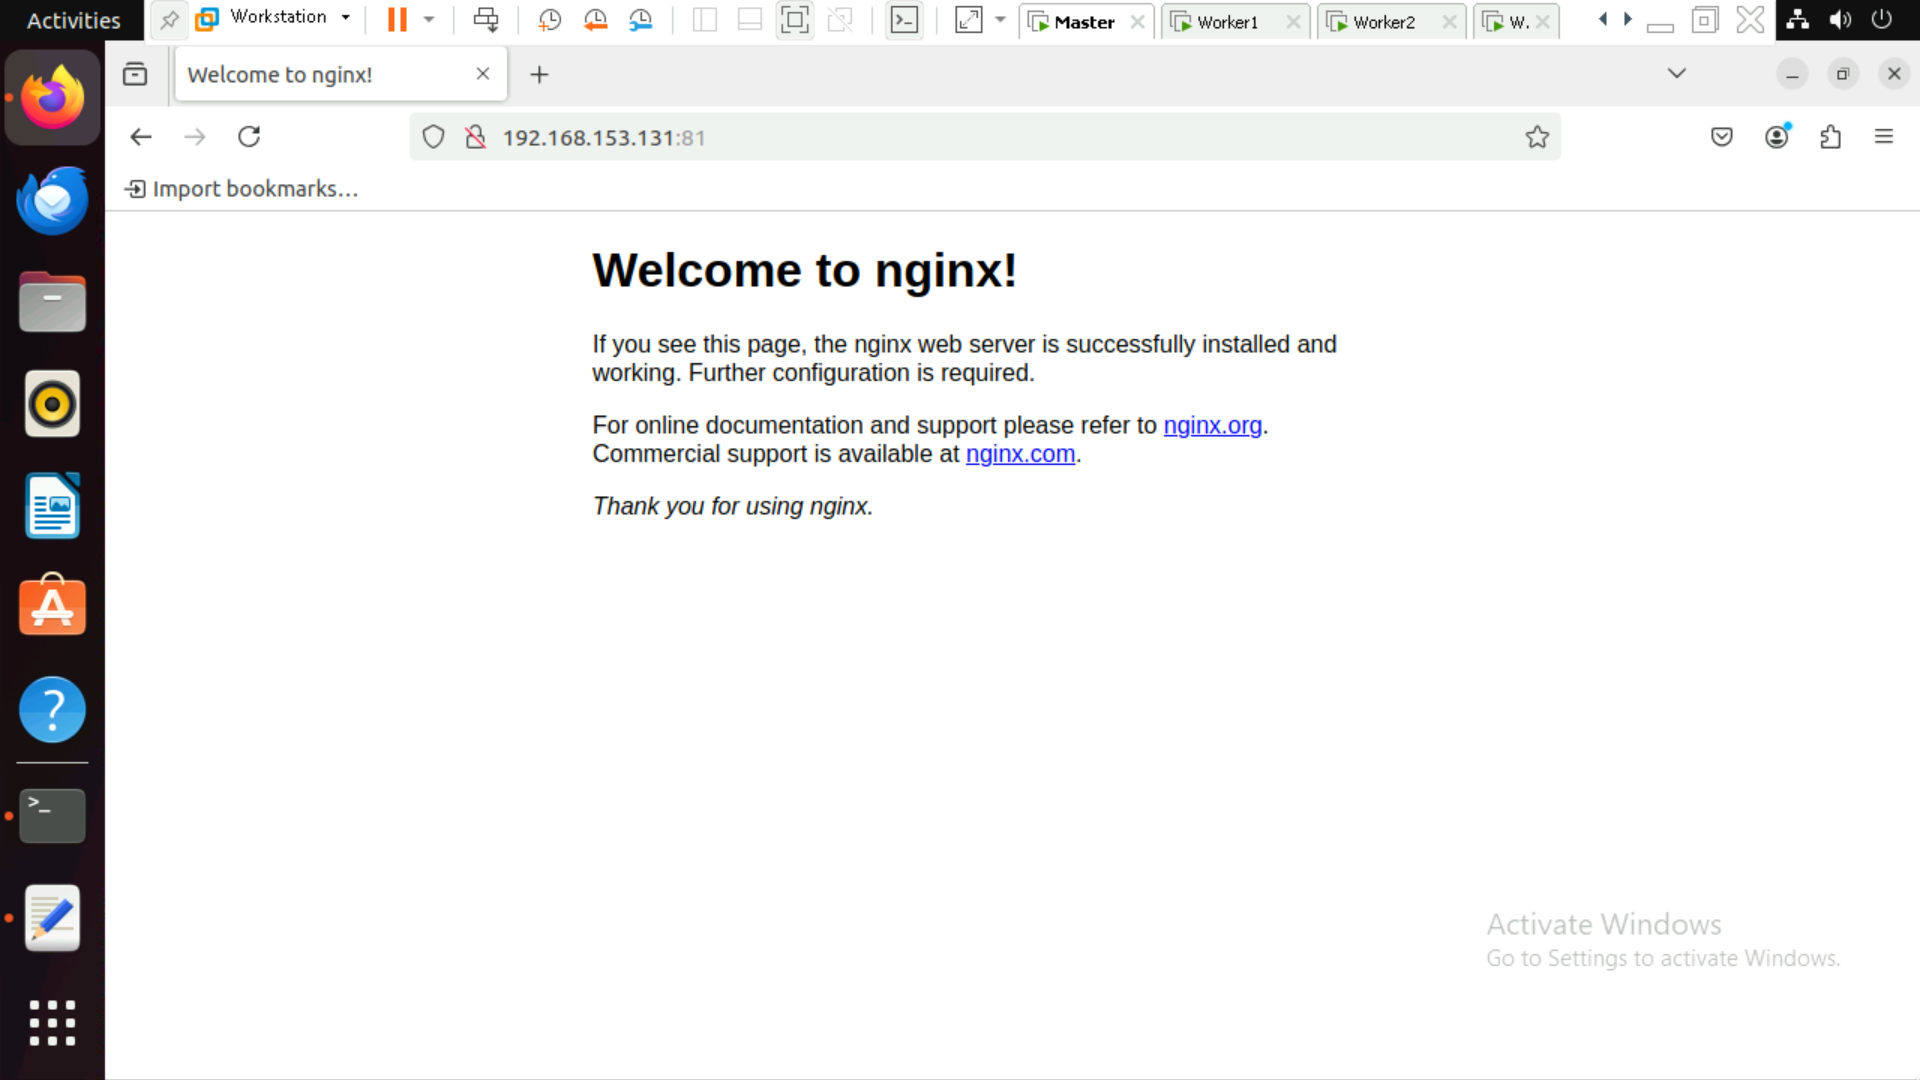 Activities
Workstation
Master
Worker1
Worker2
W.
Welcome to nginx!
192.168.153.131:81
Import bookmarks…
Welcome to nginx!
If you see this page, the nginx web server is successfully installed and
working. Further configuration is required.
For online documentation and support please refer to nginx.org.
Commercial support is available at nginx.com.
Thank you for using nginx.
Activate Windows
Go to Settings to activate Windows.